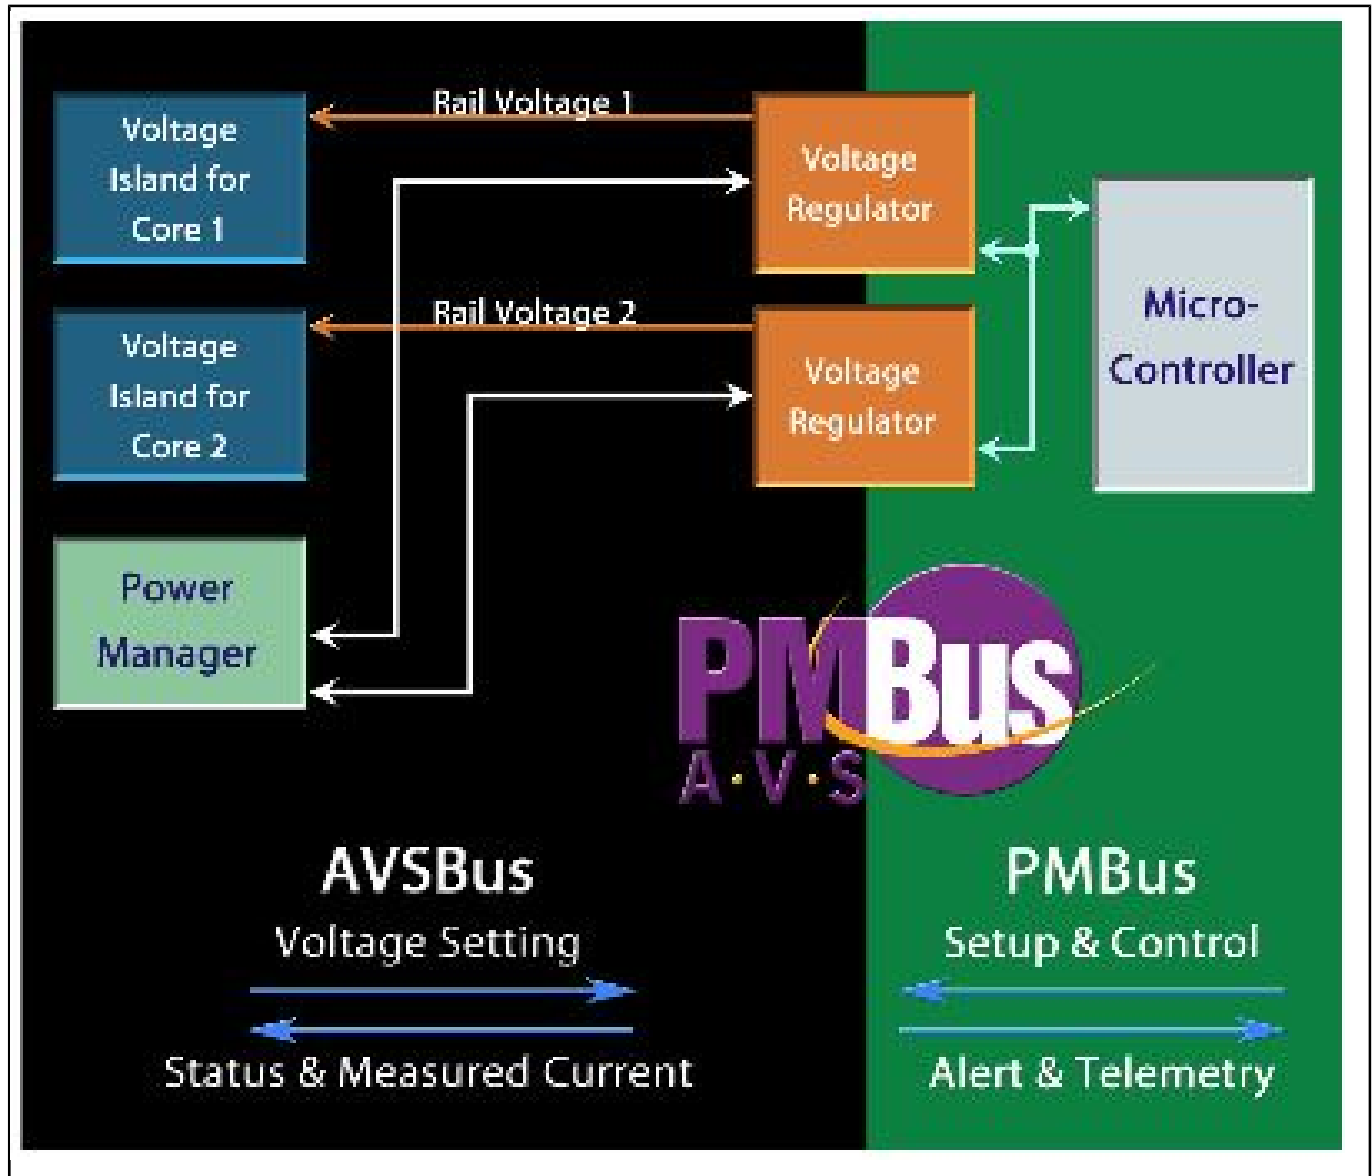 Rail Voltage 1
Voltage
Island for
Core 1
Voltage
Regulator
Rail Voltage 2
Voltage
Island for
Core 2
Voltage
Regulator
Micro-
Controller
Power
Manager
PMBus
A·V·S
AVSBus
Voltage Setting
Status & Measured Current
PMBus
Setup & Control
Alert & Telemetry